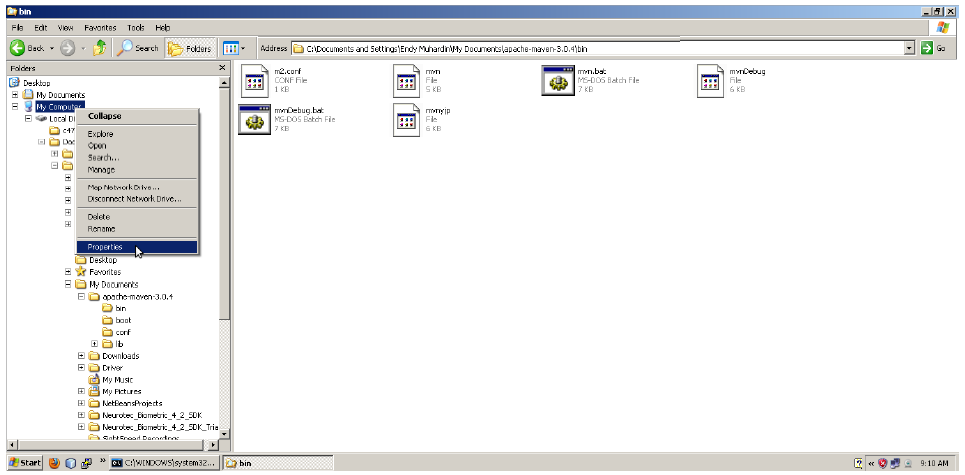 bin
File Edit View Favorites Tools Help
Back Search Folders Address C:\Documents and Settings\Endy Muhardin\My Documents\apache-maven-3.0.4\bin Go
Folders
Desktop
My Documents
My Computer
Local Di
c47
Doc
Collapse
Explore
Open
Search...
Manage
Map Network Drive...
Disconnect Network Drive...
Delete
Rename
Properties
Desktop
Favorites
My Documents
apache-maven-3.0.4
bin
boot
conf
lib
Downloads
Driver
My Music
My Pictures
NetBeansProjects
Neurotec_Biometric_4_2_SDK
Neurotec_Biometric_4_2_SDK_Tria
SightSpeed Recordings
m2.conf
CONF File
1 KB
mvn
File
5 KB
mvn.bat
MS-DOS Batch File
7 KB
mvnDebug
File
6 KB
mvnDebug.bat
MS-DOS Batch File
7 KB
mvnyjp
File
6 KB
Start C:\WINDOWS\system32... bin 9:10 AM